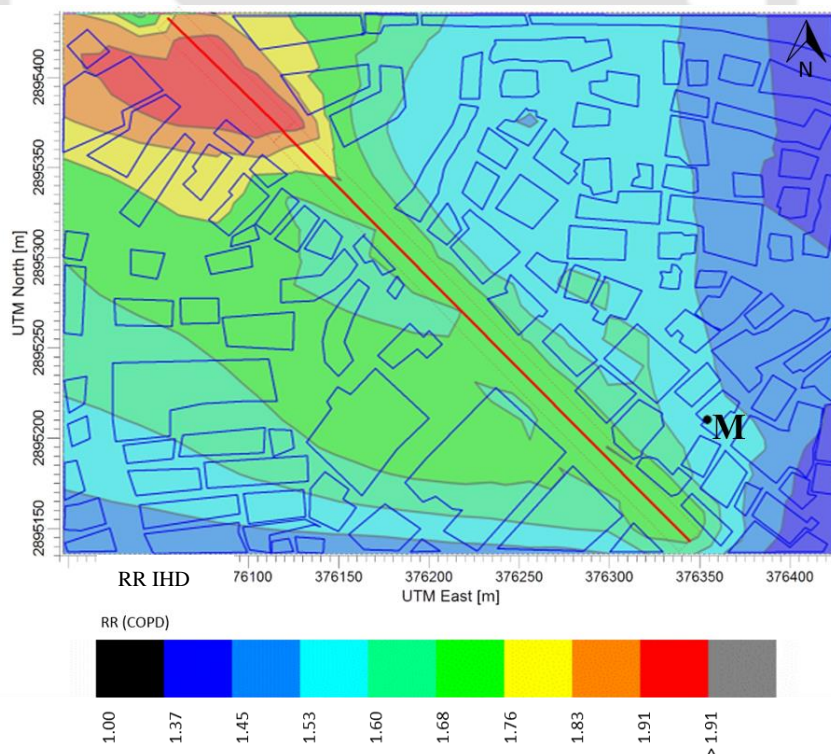 N
2895400
2895350
2895300
2895250
2895200
2895150
UTM North [m]
M
RR IHD
76100 376150 376200 376250 376300 376350 376400
UTM East [m]
RR (COPD)
1.00 1.37 1.45 1.53 1.60 1.68 1.76 1.83 1.91 1.91